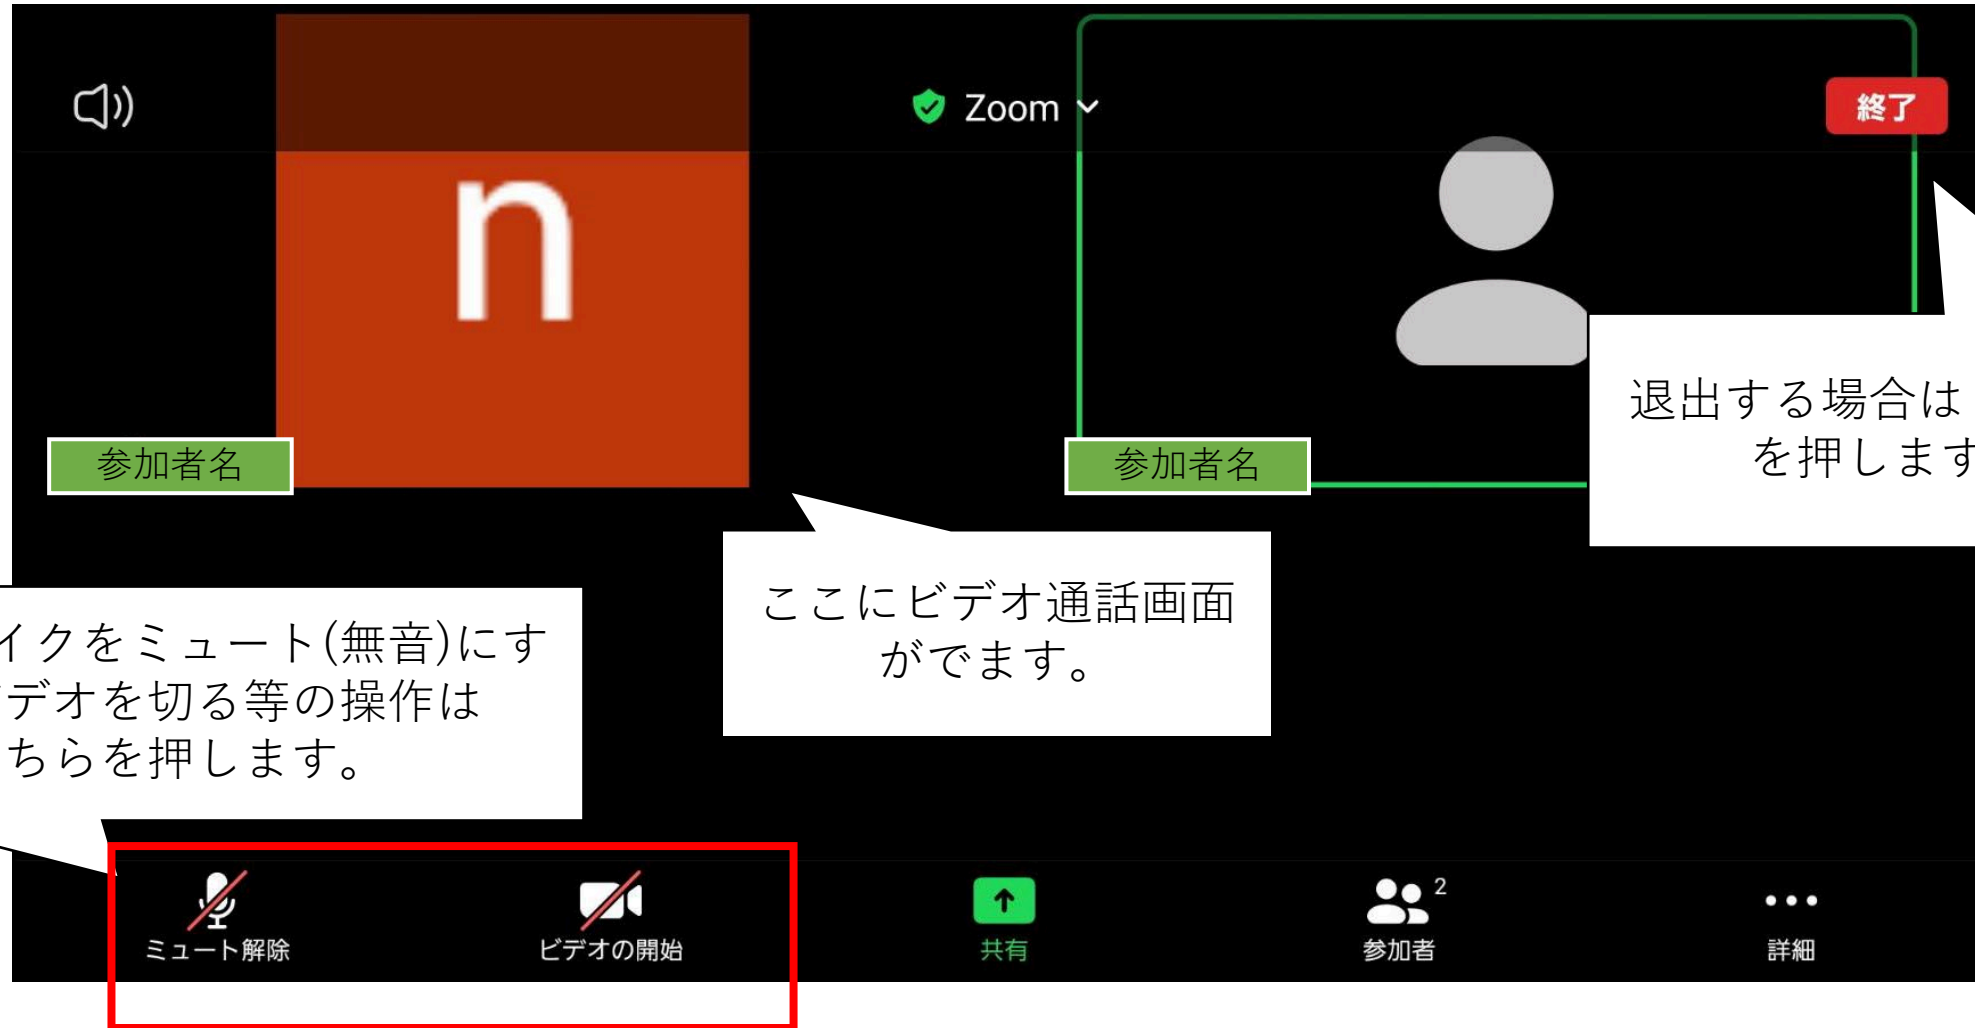 Zoom
終了
n
退出する場合は
を押します
参加者名
参加者名
ここにビデオ通話画面
がでます。
イクをミュート(無音)にす
デオを切る等の操作は
ちらを押します。
2
ミュート解除
ビデオの開始
共有
参加者
詳細